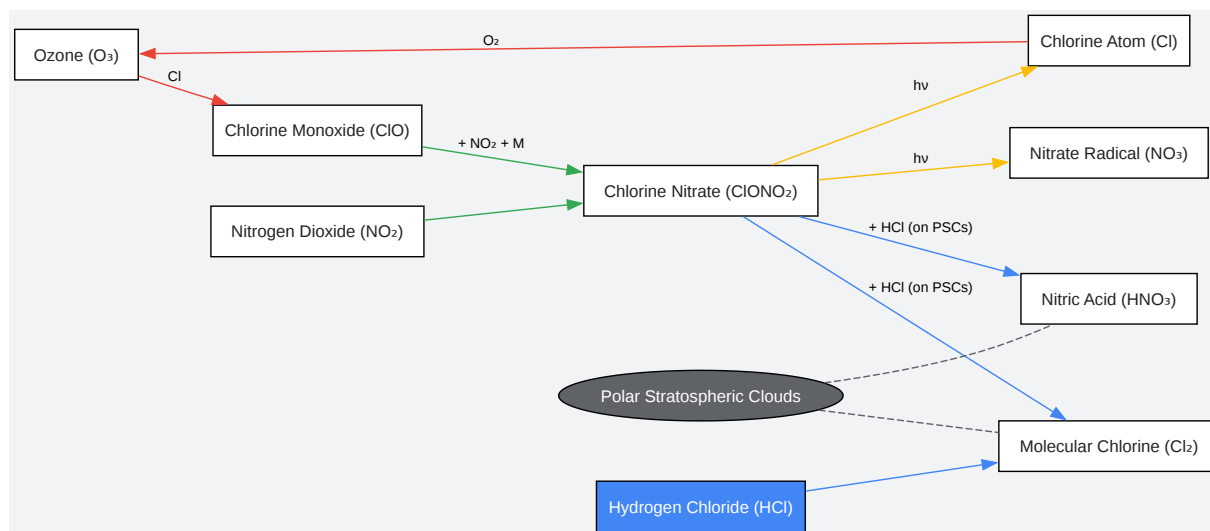 O₂
Ozone (O₃)
Chlorine Atom (Cl)
Cl
hν
Chlorine Monoxide (ClO)
+ NO₂ + M
hν
Nitrate Radical (NO₃)
Chlorine Nitrate (ClONO₂)
Nitrogen Dioxide (NO₂)
+ HCl (on PSCs)
+ HCl (on PSCs)
Nitric Acid (HNO₃)
Polar Stratospheric Clouds
Molecular Chlorine (Cl₂)
Hydrogen Chloride (HCl)